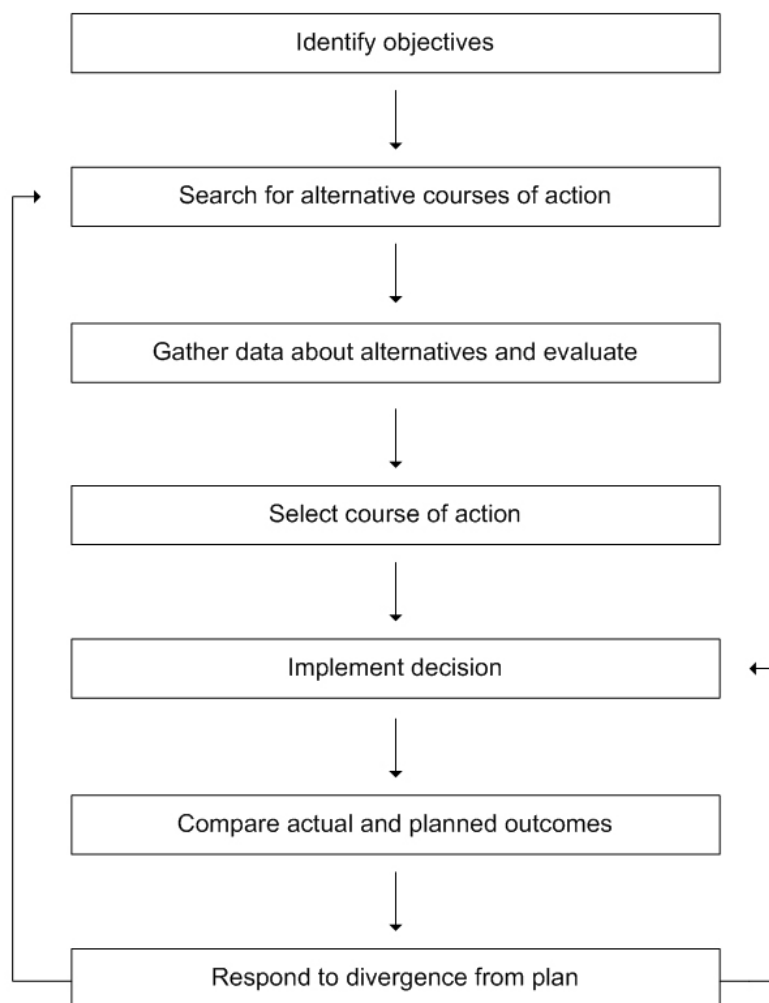 Identify objectives
Search for alternative courses of action
Gather data about alternatives and evaluate
Select course of action
Implement decision
Compare actual and planned outcomes
Respond to divergence from plan